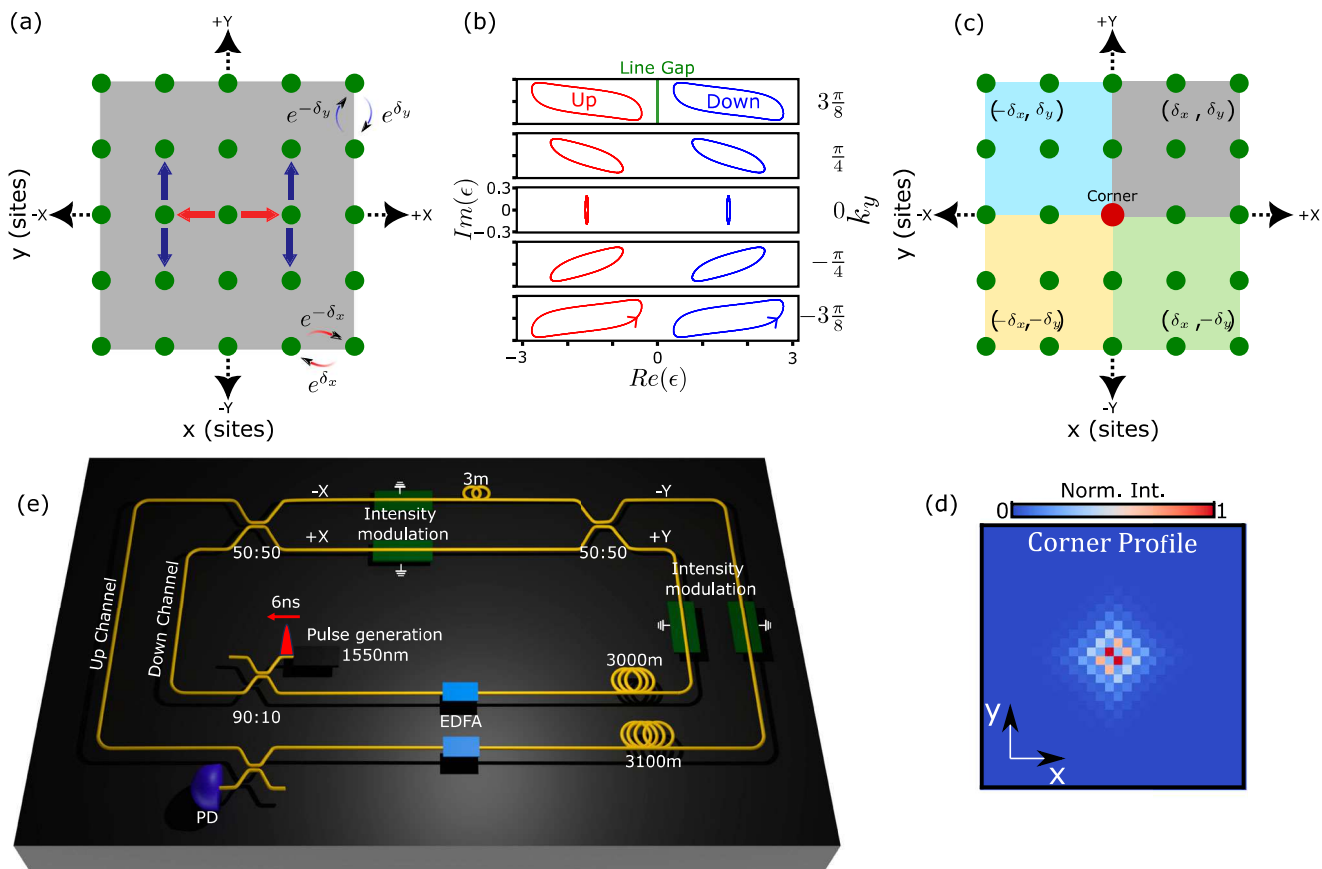 (a)
+Y
e^{-δ_y}
e^{δ_y}
-X
+X
y (sites)
e^{-δ_x}
e^{δ_x}
-Y
x (sites)
(b)
Line Gap
Up
Down
3 π/8
π/4
0.3
0
-0.3
Im(ϵ)
0
k_y
-π/4
-3 π/8
-3
0
3
Re(ϵ)
(c)
+Y
(-δ_x, δ_y)
(δ_x, δ_y)
Corner
-X
+X
y (sites)
(-δ_x,-δ_y)
(δ_x,-δ_y)
-Y
x (sites)
(e)
3m
-X
-Y
Intensity
modulation
+X
+Y
50:50
50:50
Intensity
modulation
Up Channel
Down Channel
6ns
Pulse generation
1550nm
3000m
90:10
EDFA
3100m
PD
(d)
Norm. Int.
0
1
Corner Profile
y
x